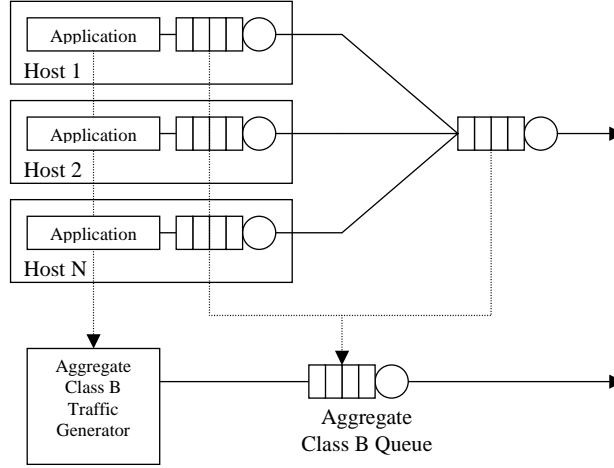 Application
Host 1
Application
Host 2
Application
Host N
Aggregate
Class B
Traffic
Generator
Aggregate
Class B Queue